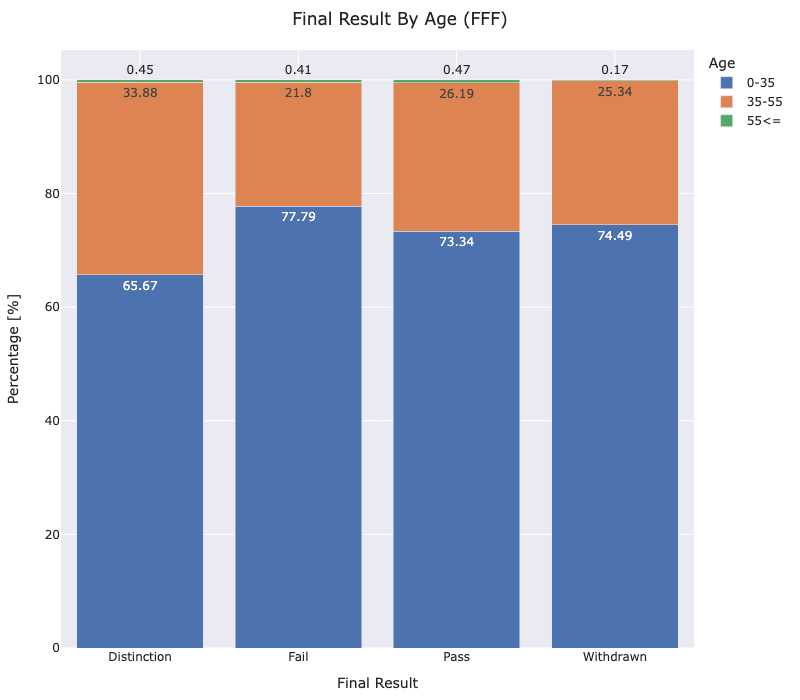 Final Result By Age (FFF)
0.45 0.41 0.47 0.17
Age
0-35
35-55
55<=
100
33.88 21.8 26.19 25.34
80
77.79
73.34 74.49
65.67
60
40
20
0
Percentage [%]
Distinction Fail Pass Withdrawn
Final Result